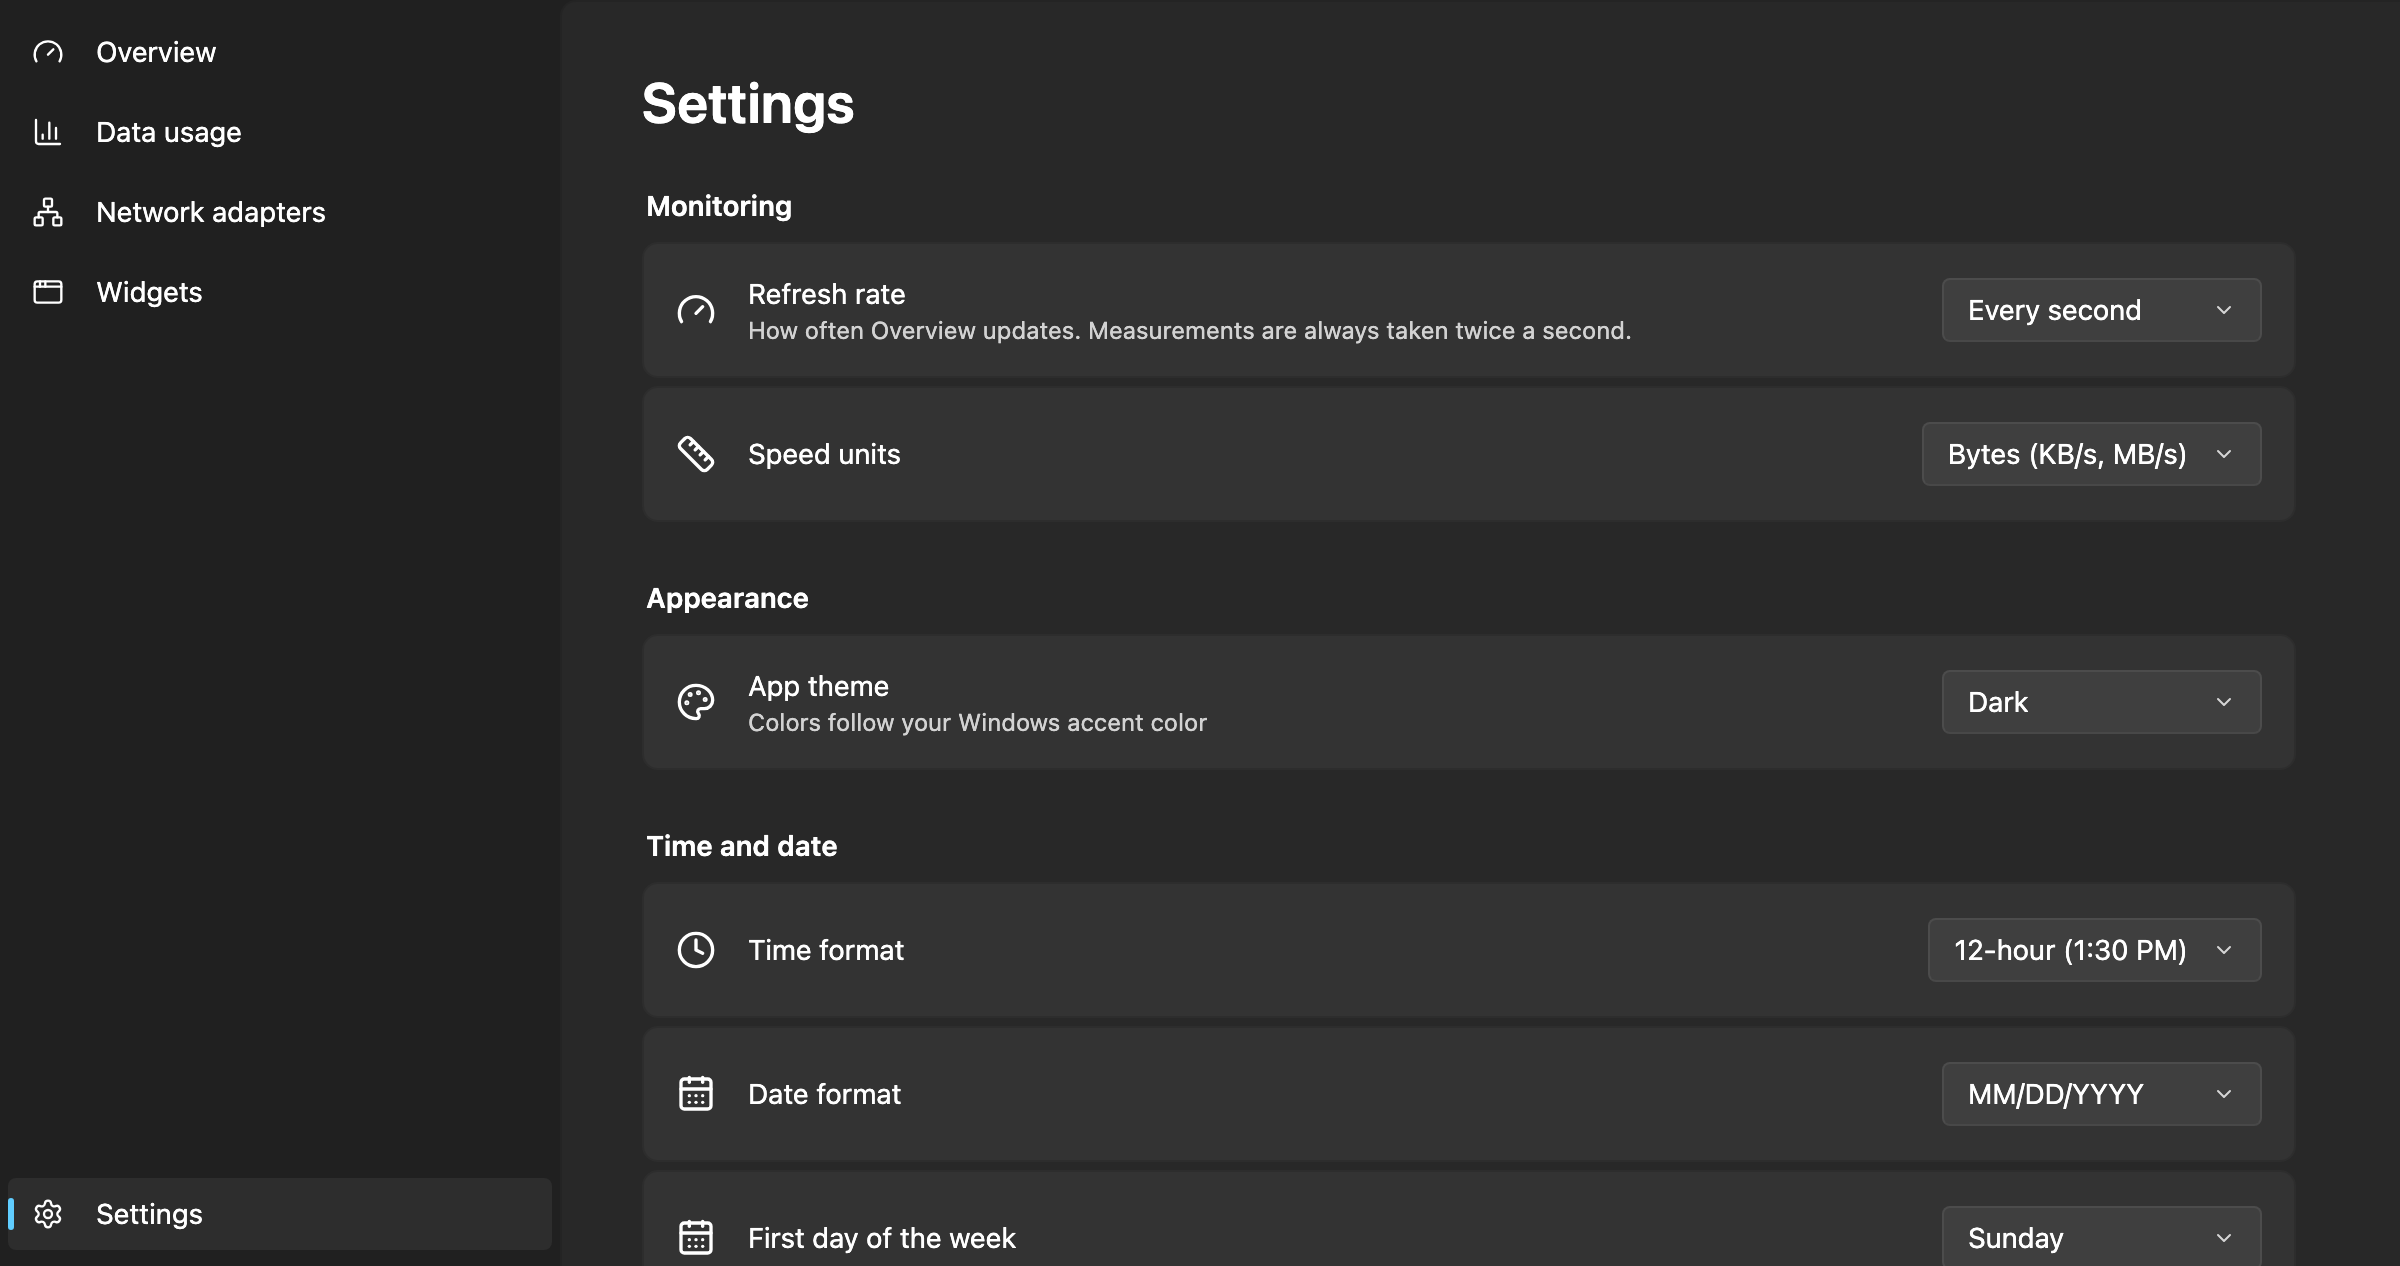 Overview
Data usage
Network adapters
Widgets
Settings
Settings
Monitoring
Refresh rate
How often Overview updates. Measurements are always taken twice a second.
Every second
Speed units
Bytes (KB/s, MB/s)
Appearance
App theme
Colors follow your Windows accent color
Dark
Time and date
Time format
12-hour (1:30 PM)
Date format
MM/DD/YYYY
First day of the week
Sunday